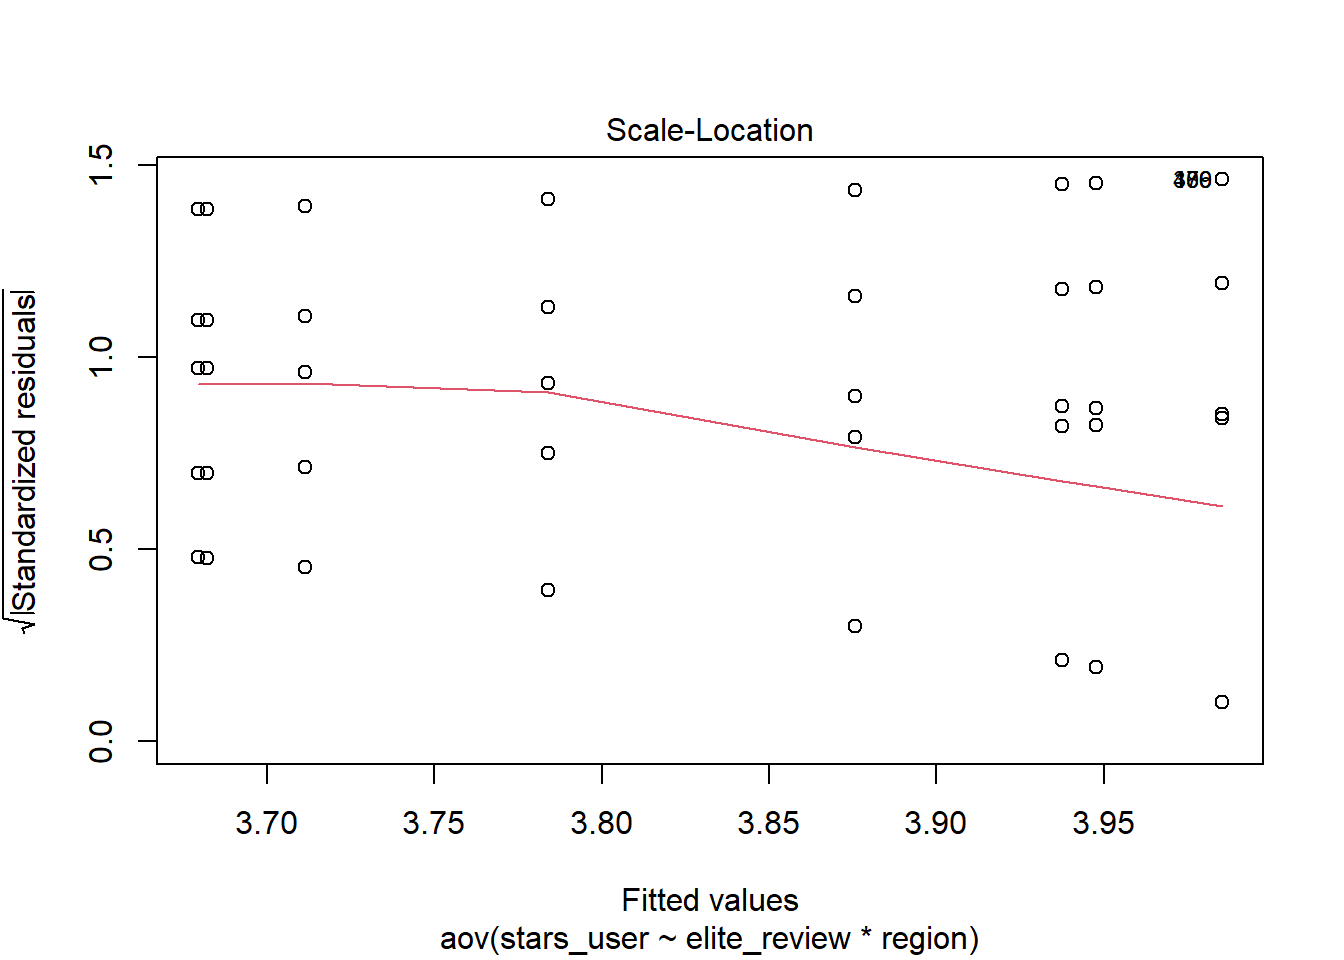 Scale-Location
√|Standardized residuals|
1.5
1.0
0.5
0.0
3.70 3.75 3.80 3.85 3.90 3.95
Fitted values
aov(stars_user ~ elite_review * region)